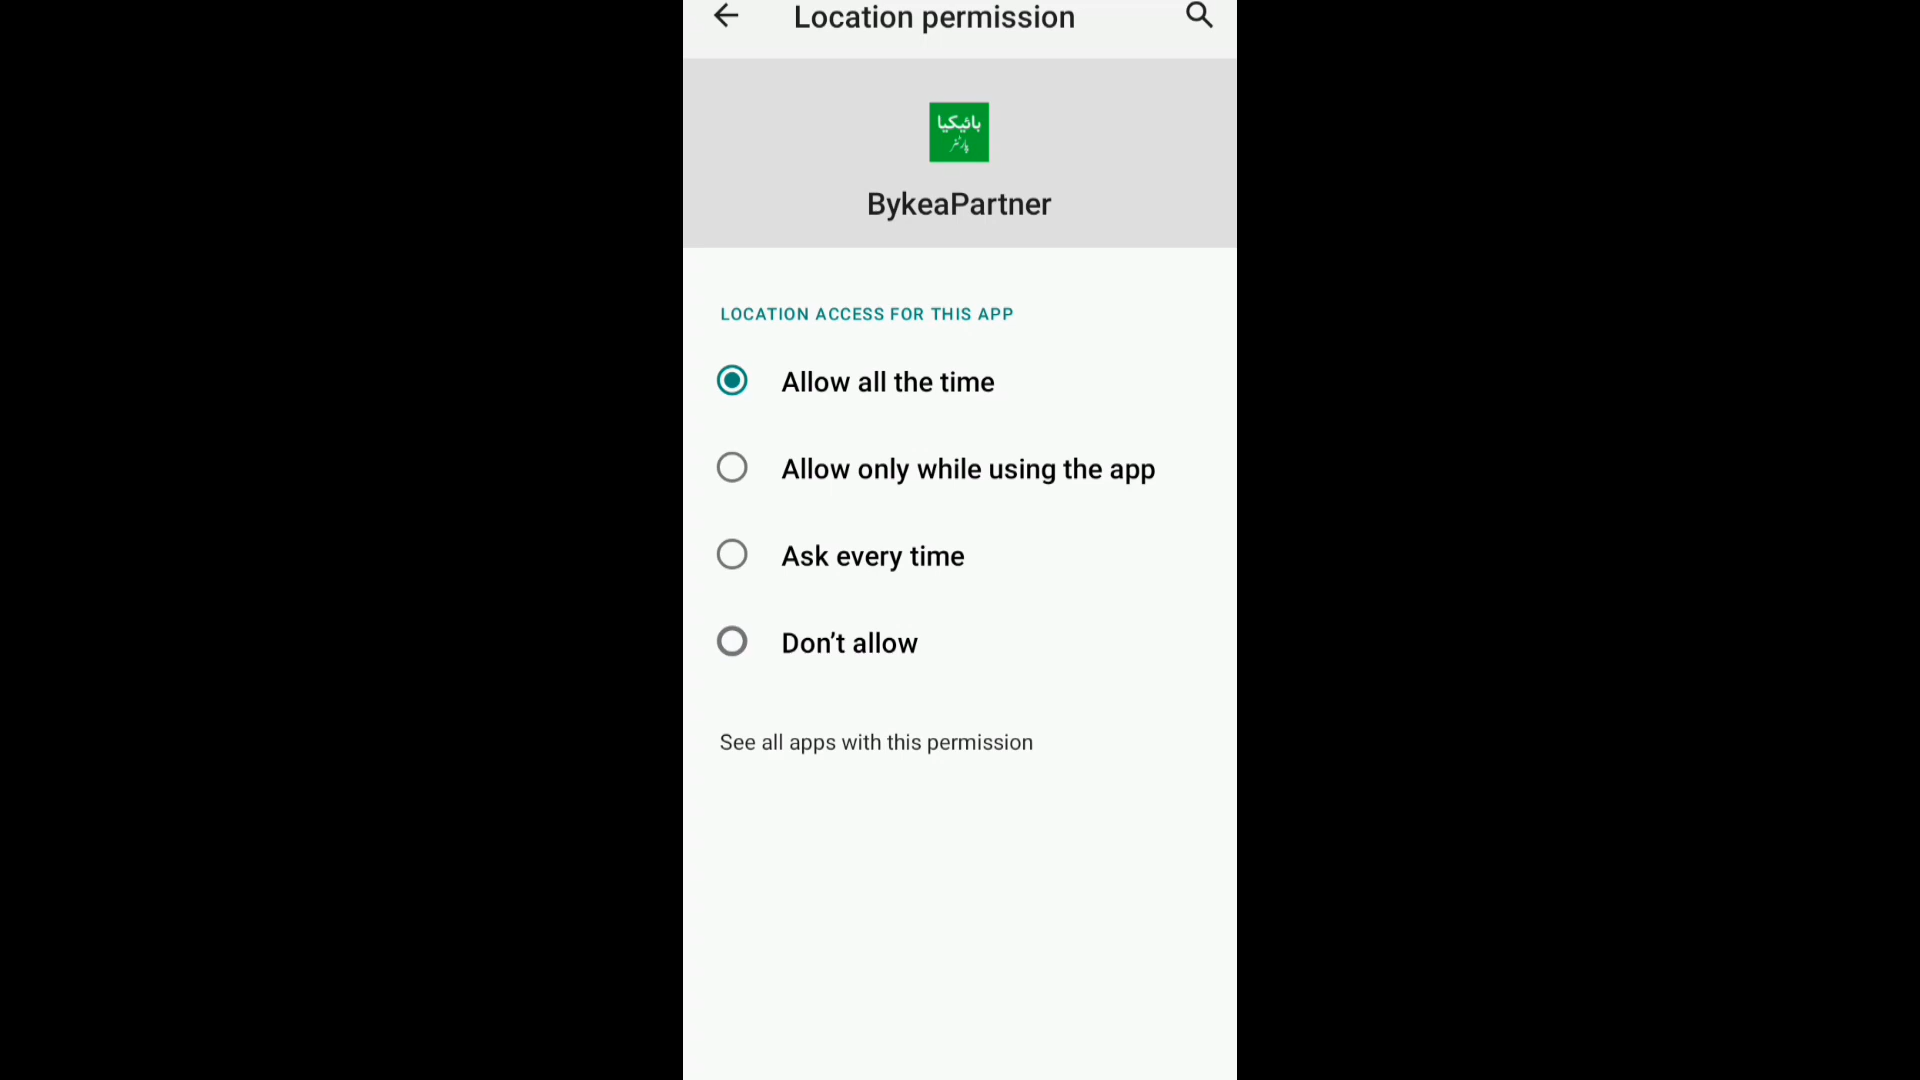 Location permission
بائیکیا
پارٹنر
BykeaPartner
LOCATION ACCESS FOR THIS APP
Allow all the time
Allow only while using the app
Ask every time
Don’t allow
See all apps with this permission